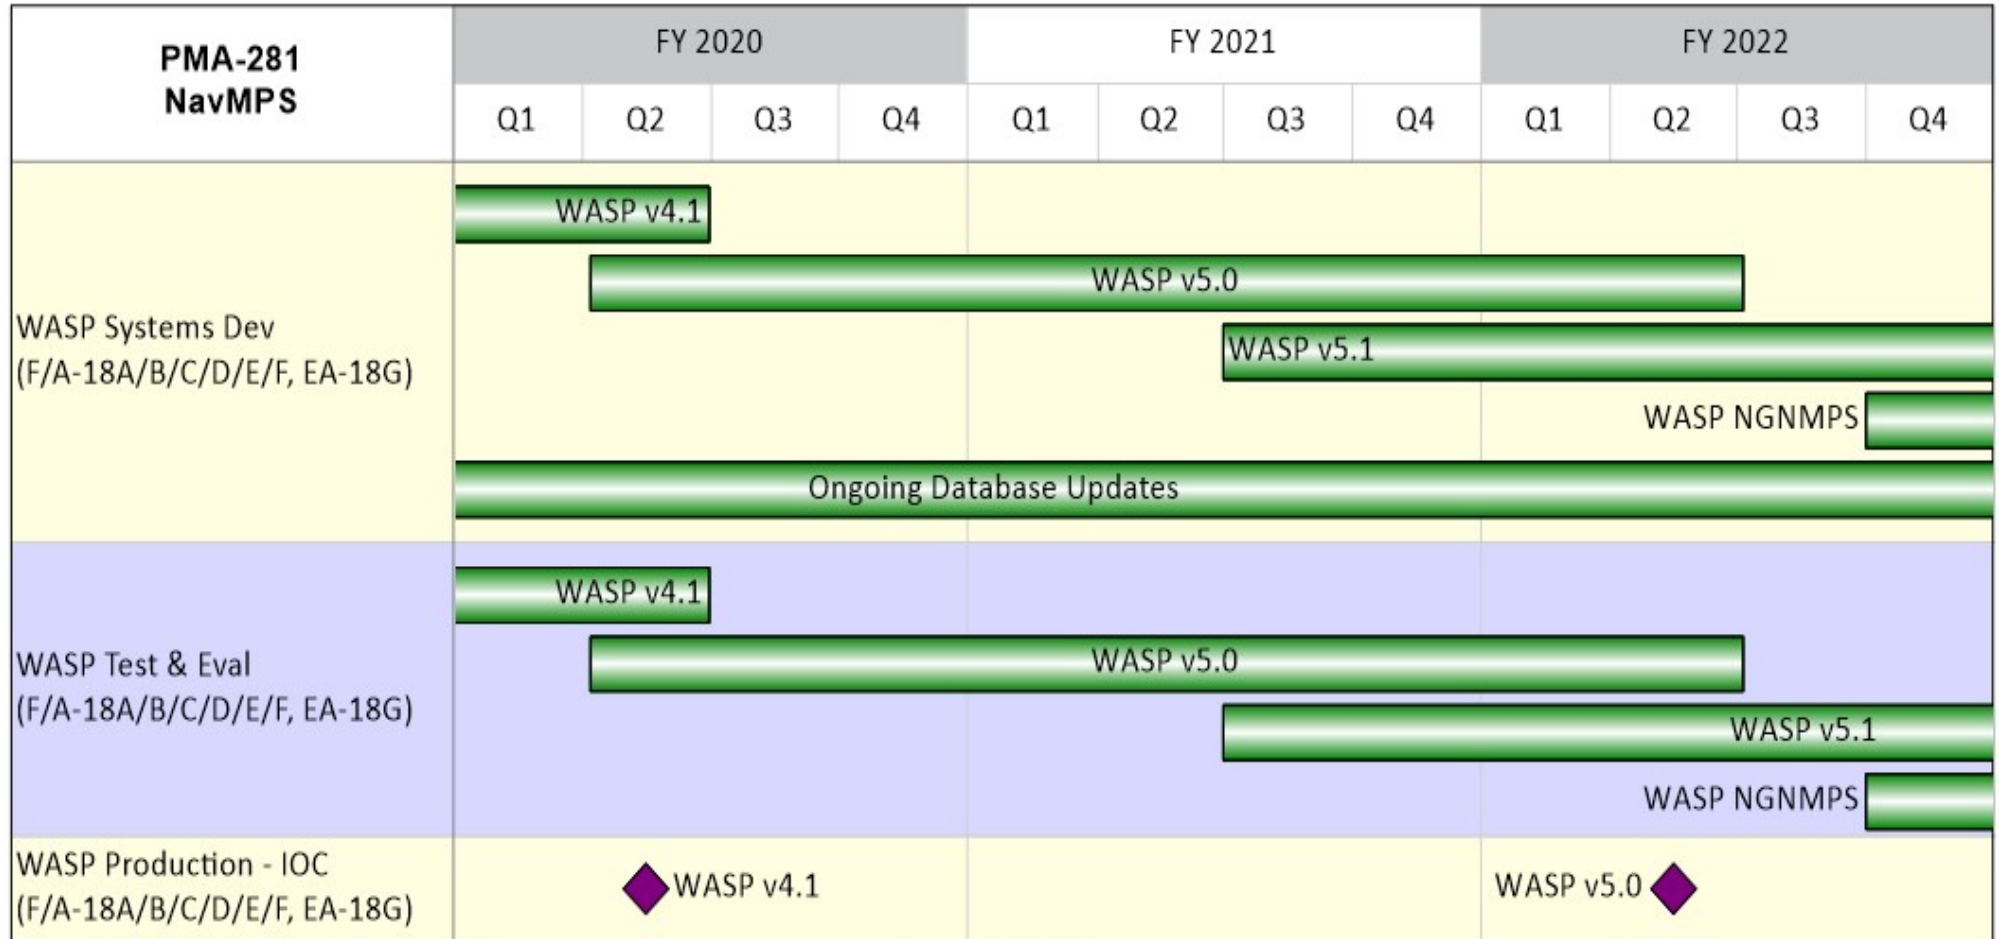 PMA-281
NavMPS
FY 2020
FY 2021
FY 2022
Q1
Q2
Q3
Q4
Q1
Q2
Q3
Q4
Q1
Q2
Q3
Q4
WASP Systems Dev
(F/A-18A/B/C/D/E/F, EA-18G)
WASP v4.1
WASP v5.0
WASP v5.1
WASP NGNMPS
Ongoing Database Updates
WASP Test & Eval
(F/A-18A/B/C/D/E/F, EA-18G)
WASP v4.1
WASP v5.0
WASP v5.1
WASP NGNMPS
WASP Production - IOC
(F/A-18A/B/C/D/E/F, EA-18G)
WASP v4.1
WASP v5.0